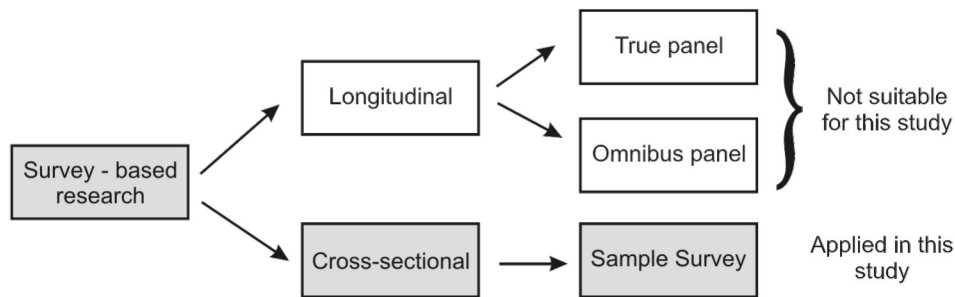 True panel
Longitudinal
Not suitable
for this study
Omnibus panel
Survey - based
research
Cross-sectional
Sample Survey
Applied in this
study